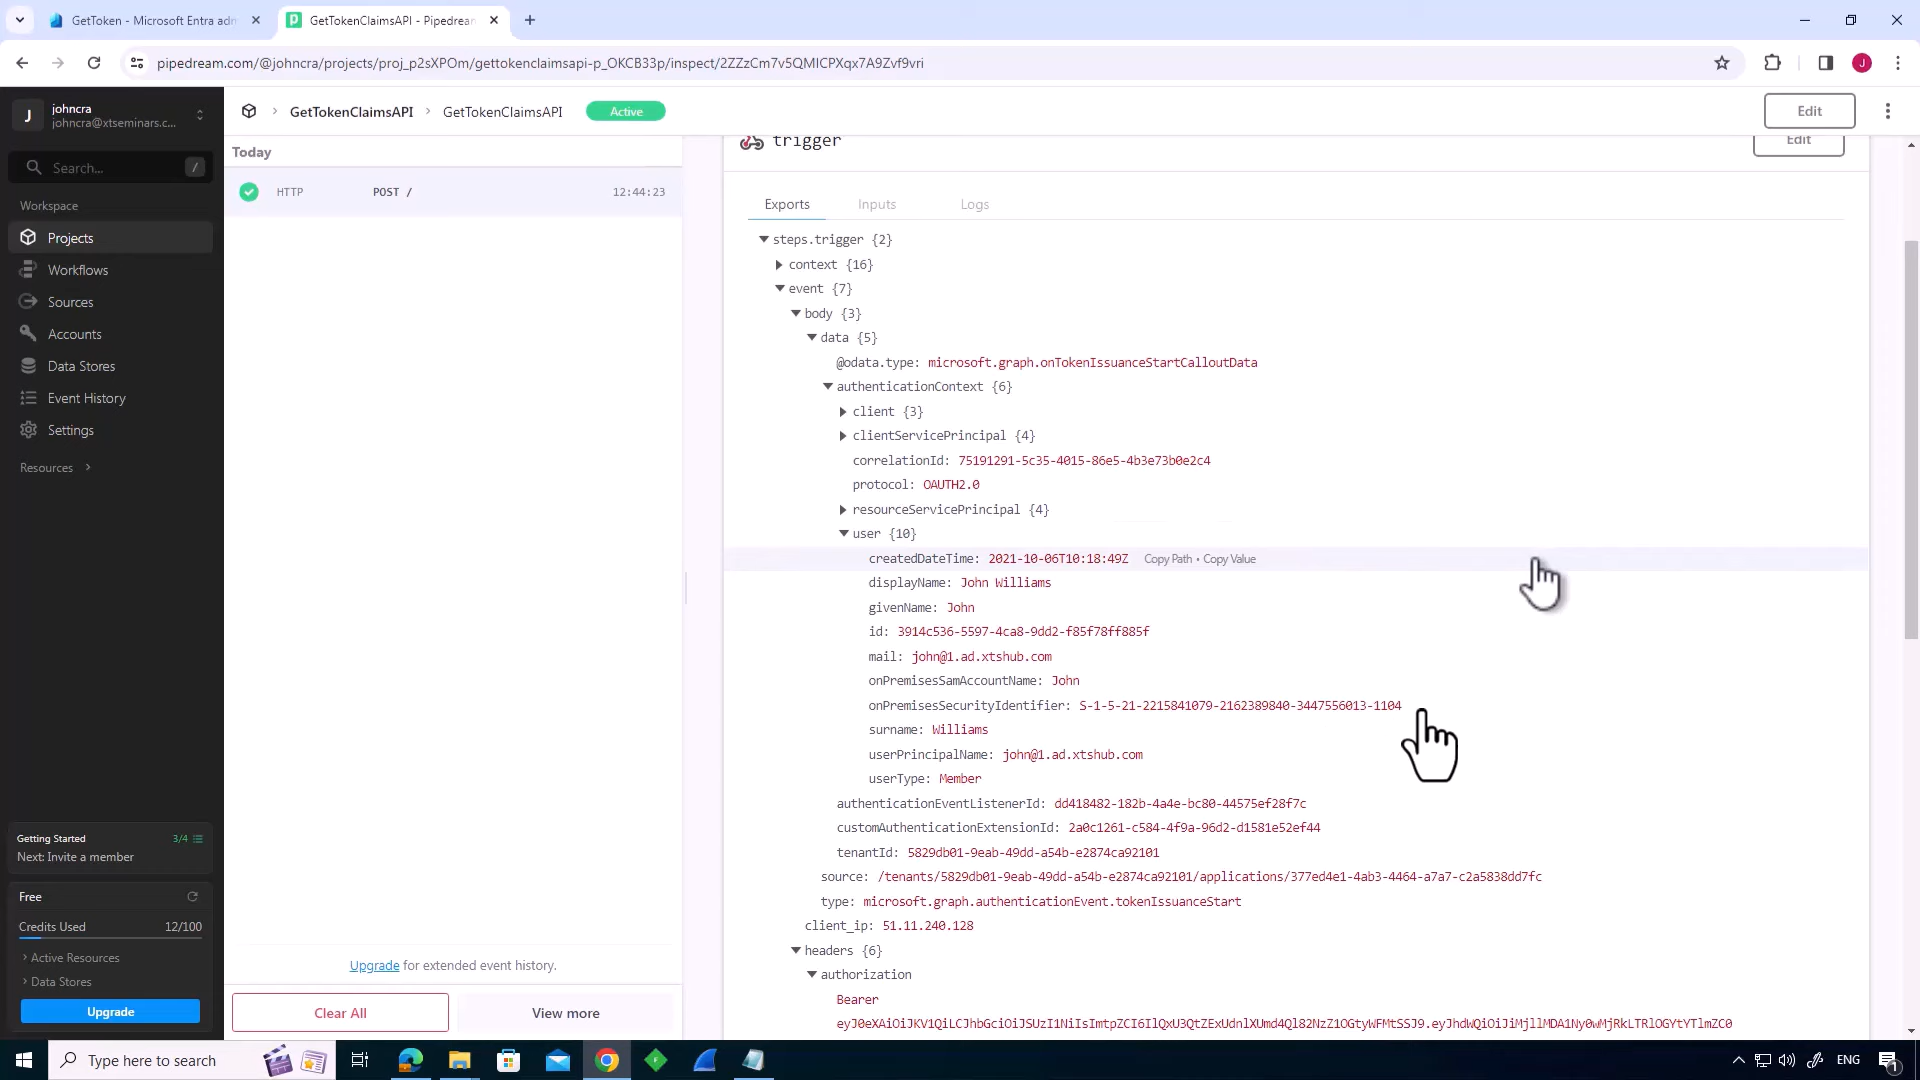 GetToken - Microsoft Entra adm
GetTokenClaimsAPI - Pipedream
pipedream.com/@johncra/projects/proj_p2sXPOm/gettokenclaimsapi-p_OKCB33p/inspect/2ZZzCm7v5QMICPXqx7A9Zvf9vri
J
J
johncra
johncra@xtseminars.c...
GetTokenClaimsAPI
GetTokenClaimsAPI
Active
Edit
Search...
/
Workspace
Projects
Workflows
Sources
Accounts
Data Stores
Event History
Settings
Resources
Getting Started
3/4
Next: Invite a member
Free
Credits Used
12/100
Active Resources
Data Stores
Upgrade
Today
HTTP
POST /
12:44:23
Upgrade for extended event history.
Clear All
View more
trigger
Edit
Exports
Inputs
Logs
steps.trigger {2}
context {16}
event {7}
body {3}
data {5}
@odata.type: microsoft.graph.onTokenIssuanceStartCalloutData
authenticationContext {6}
client {3}
clientServicePrincipal {4}
correlationId: 75191291-5c35-4015-86e5-4b3e73b0e2c4
protocol: OAUTH2.0
resourceServicePrincipal {4}
user {10}
createdDateTime: 2021-10-06T10:18:49Z Copy Path • Copy Value
displayName: John Williams
givenName: John
id: 3914c536-5597-4ca8-9dd2-f85f78ff885f
mail: john@1.ad.xtshub.com
onPremisesSamAccountName: John
onPremisesSecurityIdentifier: S-1-5-21-2215841079-2162389840-3447556013-1104
surname: Williams
userPrincipalName: john@1.ad.xtshub.com
userType: Member
authenticationEventListenerId: dd418482-182b-4a4e-bc80-44575ef28f7c
customAuthenticationExtensionId: 2a0c1261-c584-4f9a-96d2-d1581e52ef44
tenantId: 5829db01-9eab-49dd-a54b-e2874ca92101
source: /tenants/5829db01-9eab-49dd-a54b-e2874ca92101/applications/377ed4e1-4ab3-4464-a7a7-c2a5838dd7fc
type: microsoft.graph.authenticationEvent.tokenIssuanceStart
client_ip: 51.11.240.128
headers {6}
authorization
Bearer
Type here to search
ENG
1